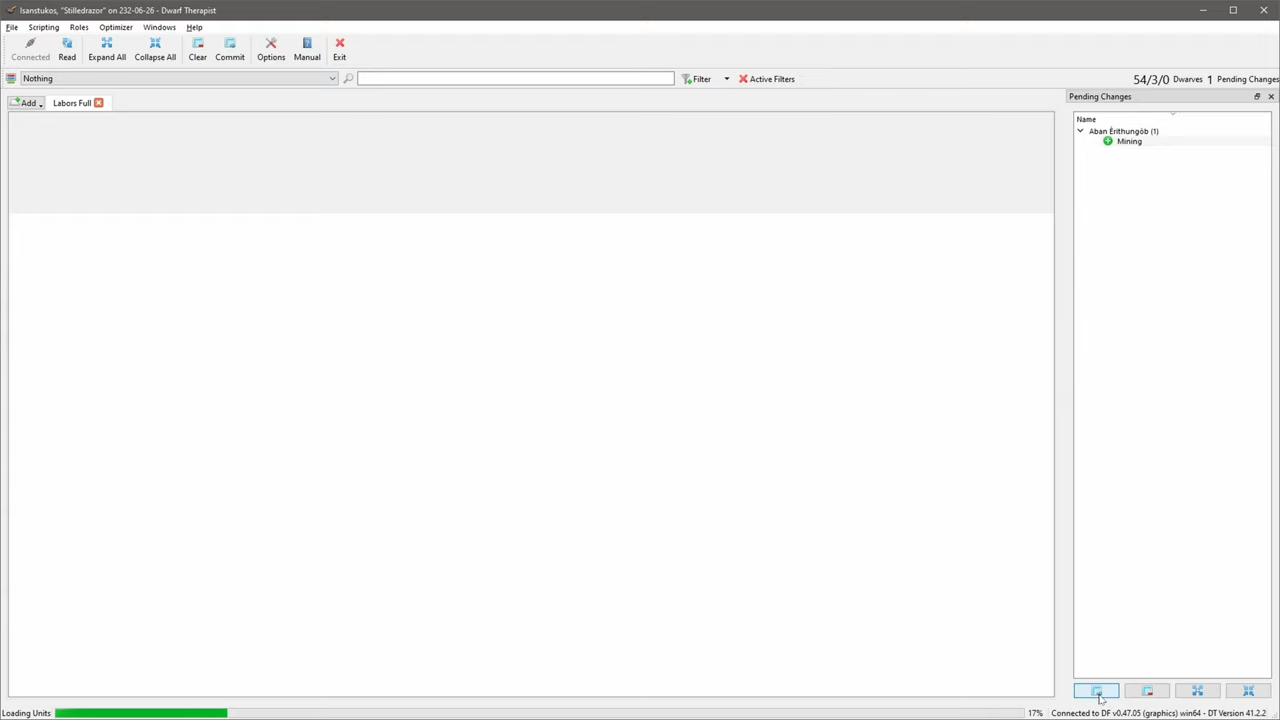 Isanstukos, "Stilledrazor" on 232-06-26 - Dwarf Therapist
File Scripting Roles Optimizer Windows Help
Connected Read Expand All Collapse All Clear Commit Options Manual Exit
Nothing Filter Active Filters 54/3/0 Dwarves 1 Pending Changes
Add Labors Full
Pending Changes
Name
Aban Èrithungöb (1)
Mining
Loading Units 17% Connected to DF v0.47.05 (graphics) win64 - DT Version 41.2.2